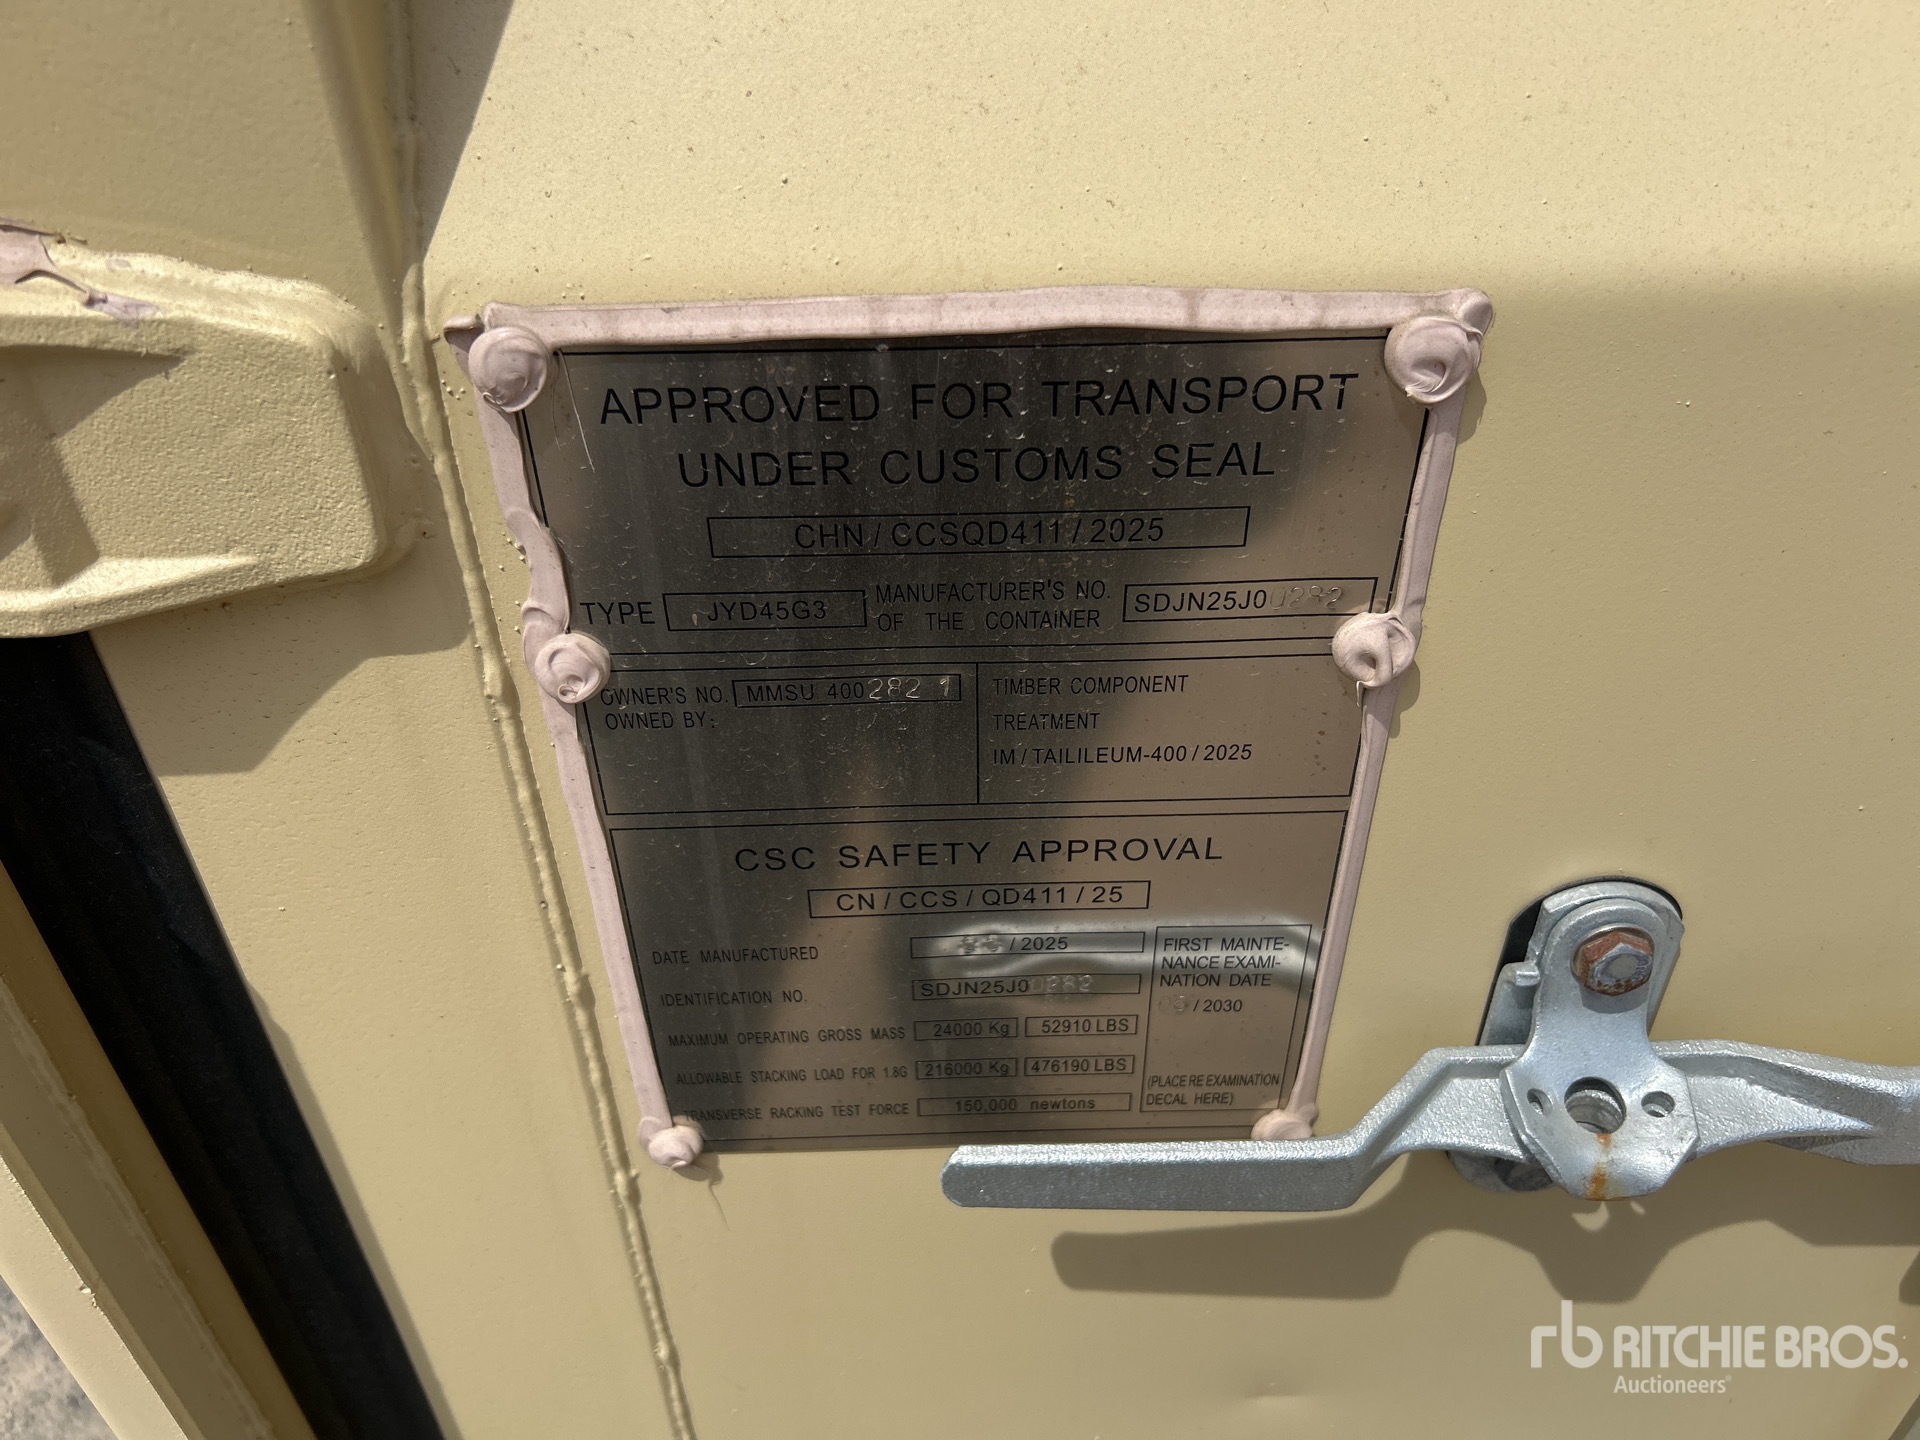 APPROVED FOR TRANSPORT
UNDER CUSTOMS SEAL
CHN / CCSQD411 / 2025
TYPE JYD45G3 MANUFACTURER'S NO. OF THE CONTAINER SDJN25J00282
OWNER'S NO. MMSU 400282 1
OWNED BY:
TIMBER COMPONENT
TREATMENT
IM / TAILILEUM-400 / 2025
CSC SAFETY APPROVAL
CN / CCS / QD411 / 25
DATE MANUFACTURED / 2025
IDENTIFICATION NO. SDJN25J00282
MAXIMUM OPERATING GROSS MASS 24000 Kg 52910 LBS
ALLOWABLE STACKING LOAD FOR 1.8G 216000 Kg 476190 LBS
TRANSVERSE RACKING TEST FORCE 150,000 newtons
FIRST MAINTE-
NANCE EXAMI-
NATION DATE
/ 2030
(PLACE RE EXAMINATION
DECAL HERE)
rb RITCHIE BROS.
Auctioneers